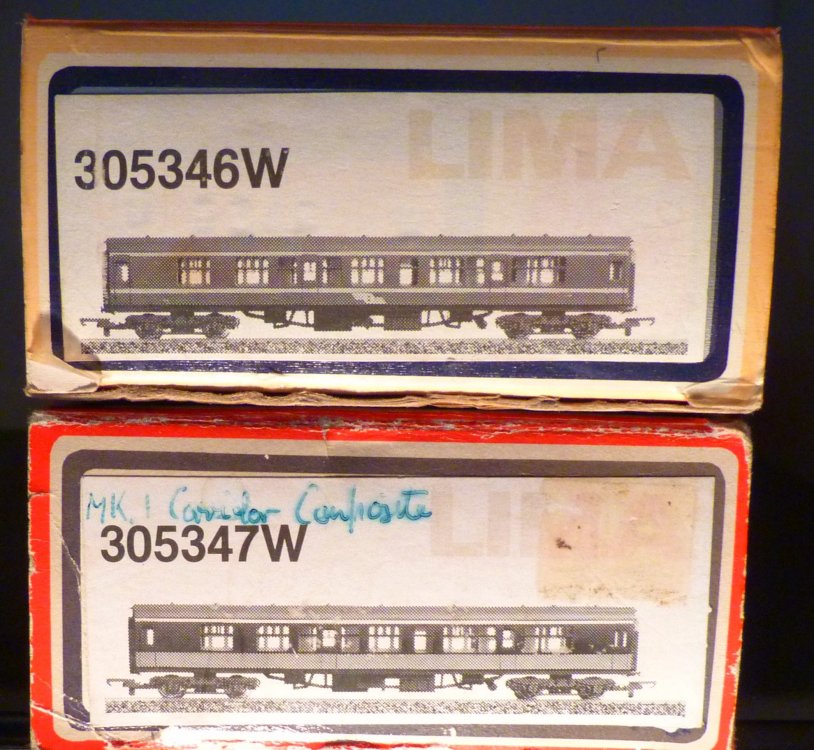 LIMA
305346W
LIMA
MK.1 Corridor Composite
305347W